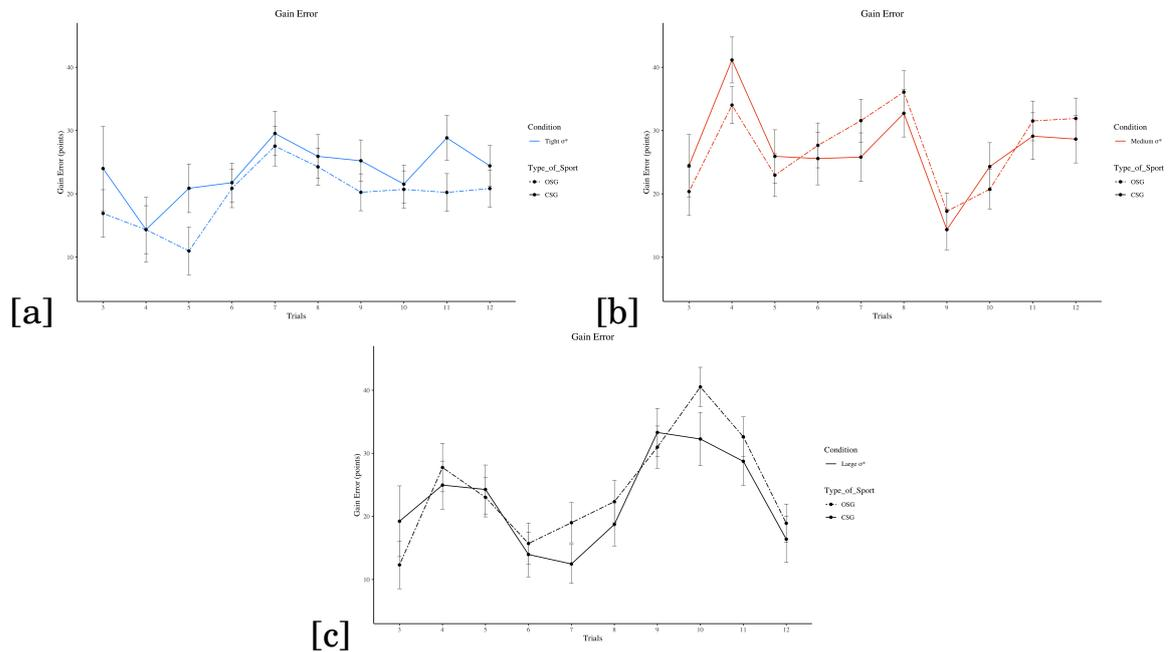 Gain Error
40
30
20
10
Gain Error (points)
3 4 5 6 7 8 9 10 11 12
Trials
Condition
Tight σ*
Type_of_Sport
OSG
CSG
[a]
Gain Error
40
30
20
10
Gain Error (points)
3 4 5 6 7 8 9 10 11 12
Trials
Condition
Medium σ*
Type_of_Sport
OSG
CSG
[b]
Gain Error
40
30
20
10
Gain Error (points)
3 4 5 6 7 8 9 10 11 12
Trials
Condition
Large σ*
Type_of_Sport
OSG
CSG
[c]